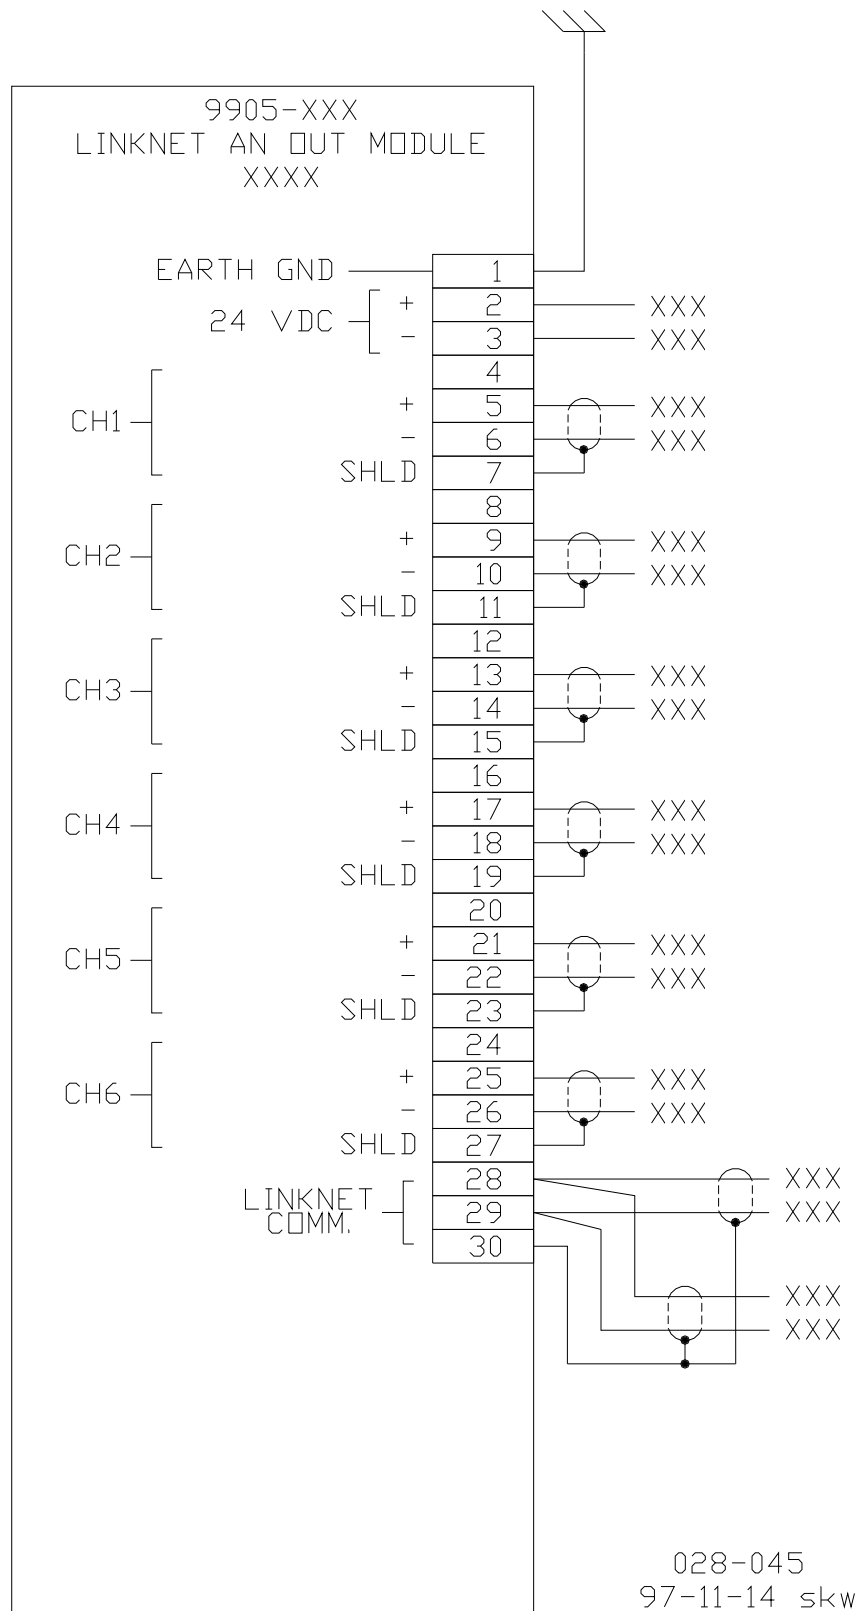 9905-XXX
LINKNET AN OUT MODULE
XXXX
EARTH GND 1
24 VDC
+ 2 XXX
- 3 XXX
4
CH1
+ 5 XXX
- 6 XXX
SHLD 7
8
CH2
+ 9 XXX
- 10 XXX
SHLD 11
12
CH3
+ 13 XXX
- 14 XXX
SHLD 15
16
CH4
+ 17 XXX
- 18 XXX
SHLD 19
20
CH5
+ 21 XXX
- 22 XXX
SHLD 23
24
CH6
+ 25 XXX
- 26 XXX
SHLD 27
LINKNET
COMM.
28 XXX
29 XXX
30
XXX
XXX
028-045
97-11-14 skw